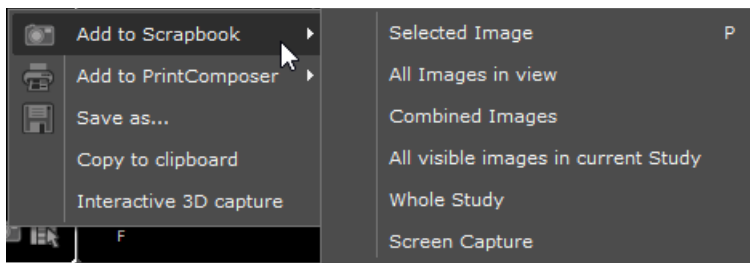 Add to Scrapbook
Add to PrintComposer
Save as...
Copy to clipboard
Interactive 3D capture
F
Selected Image P
All Images in view
Combined Images
All visible images in current Study
Whole Study
Screen Capture